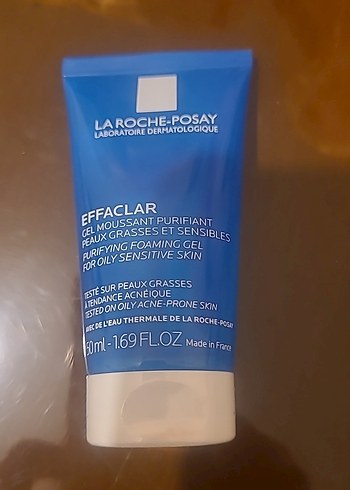 LA ROCHE-POSAY
LABORATOIRE DERMATOLOGIQUE
EFFACLAR
GEL MOUSSANT PURIFIANT
PEAUX GRASSES ET SENSIBLES
PURIFYING FOAMING GEL
FOR OILY SENSITIVE SKIN
TESTÉ SUR PEAUX GRASSES
À TENDANCE ACNÉIQUE
TESTED ON OILY ACNE-PRONE SKIN
AVEC DE L'EAU THERMALE DE LA ROCHE-POSAY
50ml - 1.69 FL.OZ Made in France